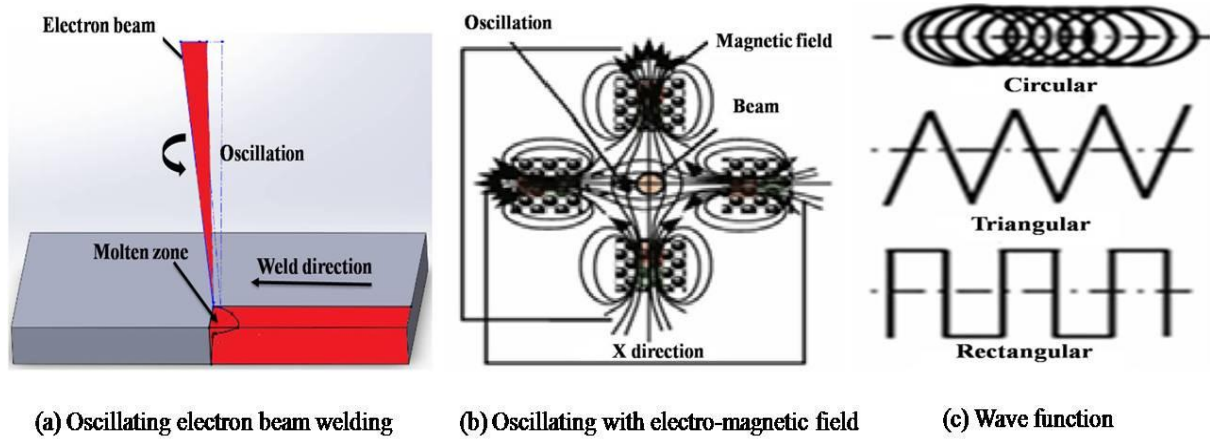 Electron beam
Oscillation
Molten zone
Weld direction
(a) Oscillating electron beam welding
Oscillation
Magnetic field
Beam
X direction
(b) Oscillating with electro-magnetic field
Circular
Triangular
Rectangular
(c) Wave function